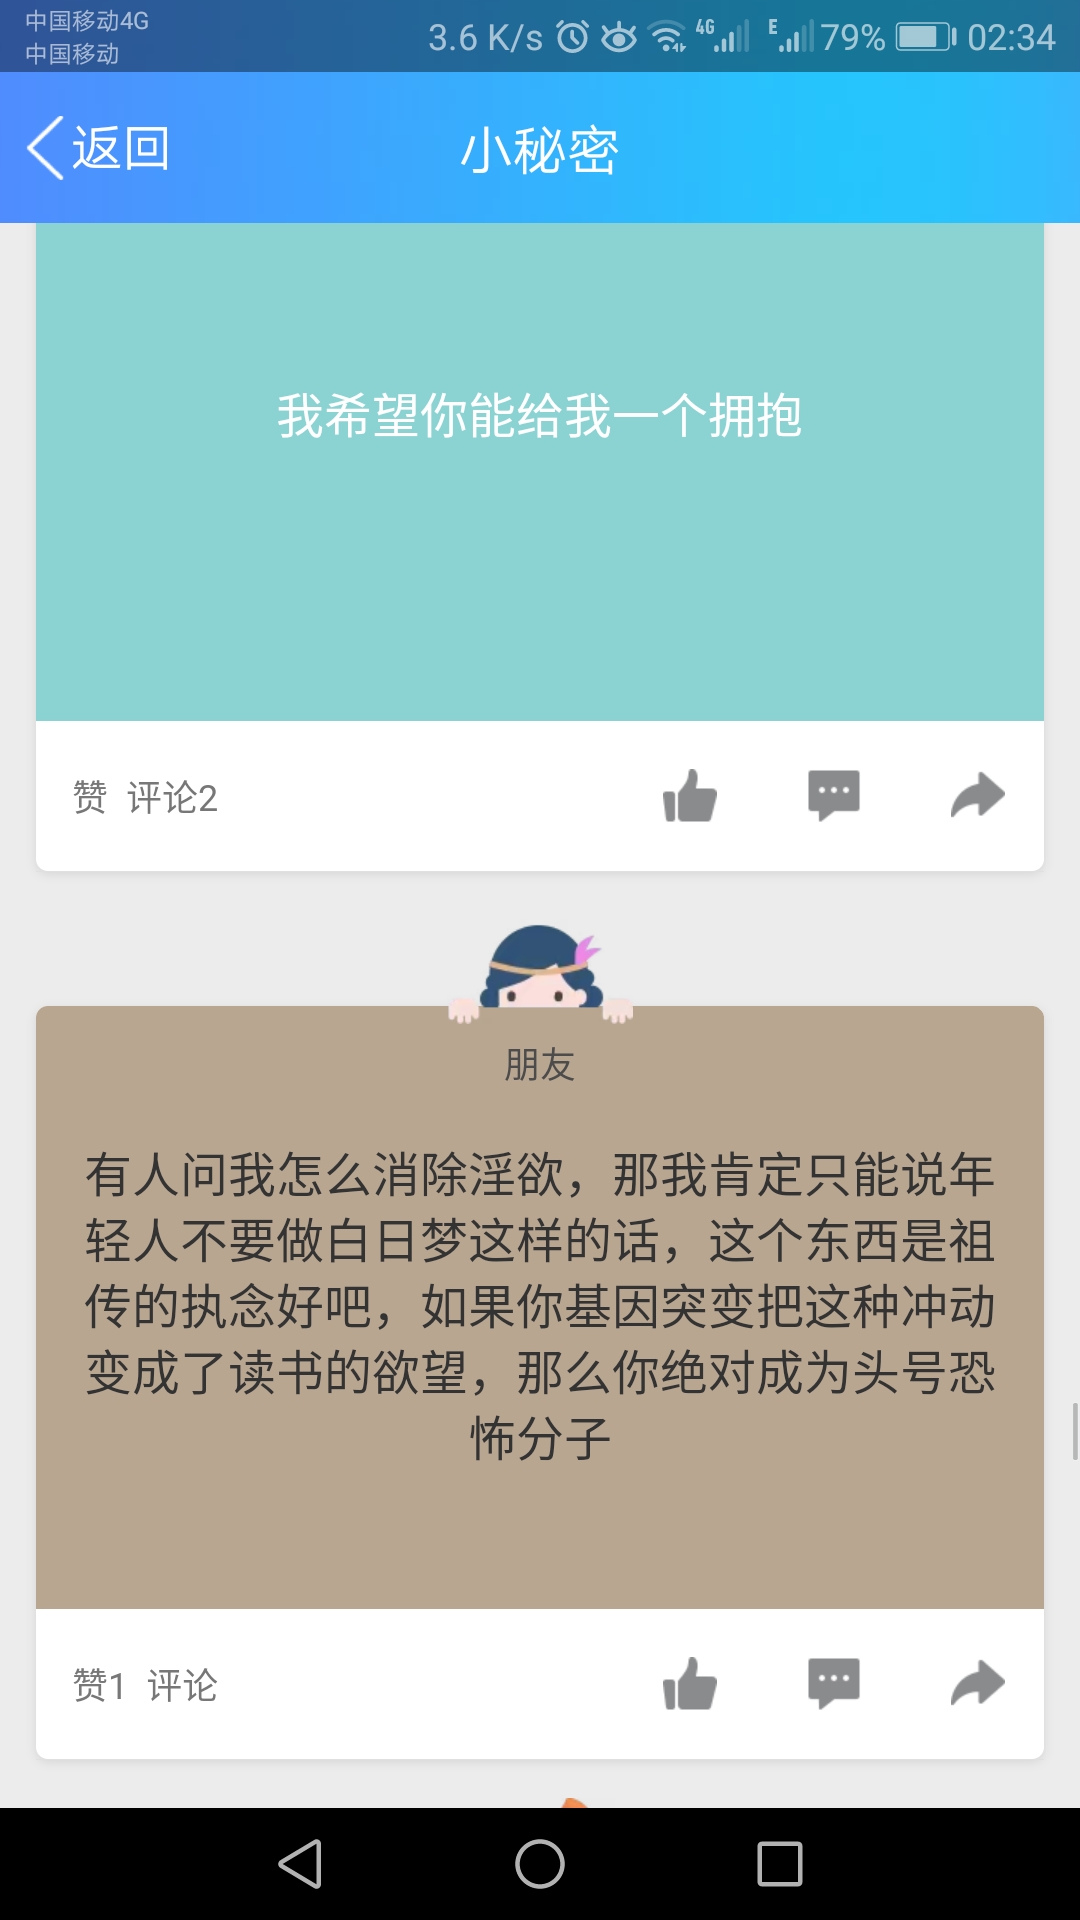 中国移动4G
中国移动
3.6 K/s 4G E 79% 02:34
返回 小秘密
我希望你能给我一个拥抱
赞 评论2
朋友
有人问我怎么消除淫欲，那我肯定只能说年
轻人不要做白日梦这样的话，这个东西是祖
传的执念好吧，如果你基因突变把这种冲动
变成了读书的欲望，那么你绝对成为头号恐
怖分子
赞1 评论